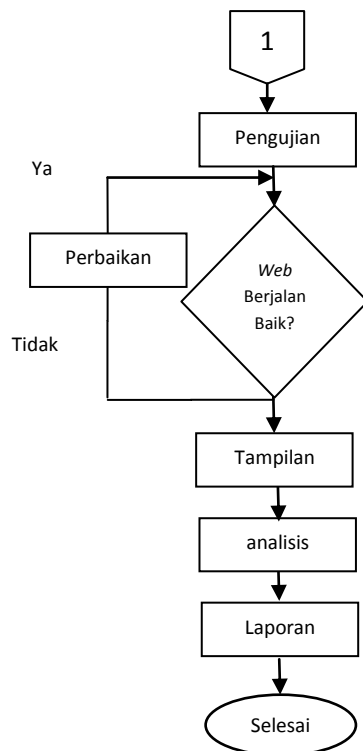 1
Pengujian
Ya
Perbaikan
Web
Berjalan
Baik?
Tidak
Tampilan
analisis
Laporan
Selesai